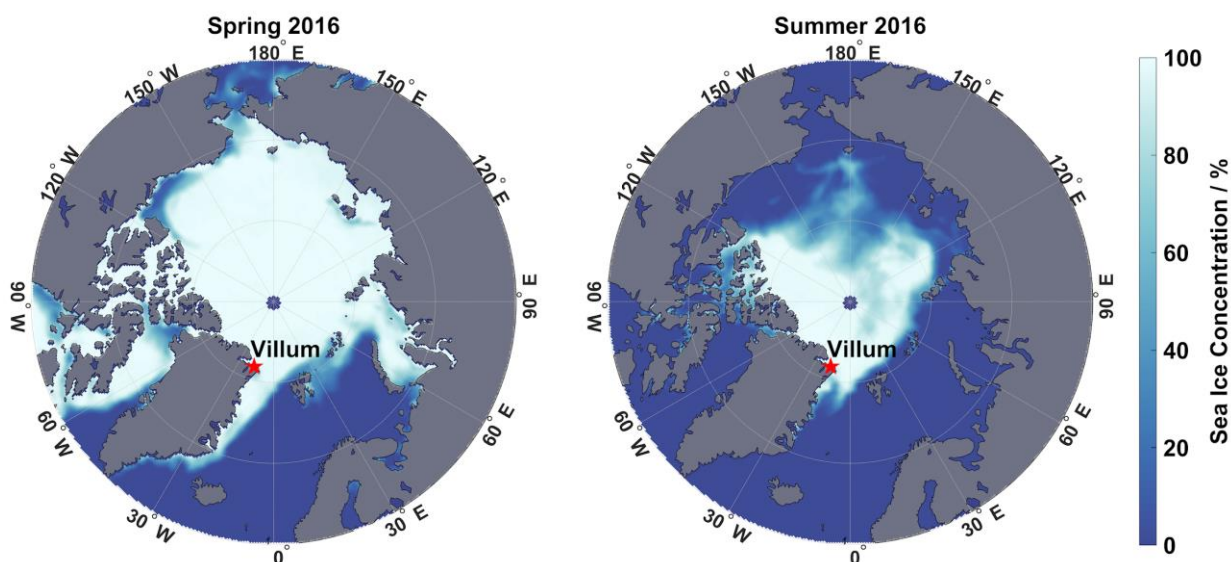 Spring 2016
180° E
150° W
150° E
120° W
120° E
90° W
90° E
Villum
60° W
60° E
30° W
30° E
0°
Summer 2016
180° E
150° W
150° E
120° W
120° E
90° W
90° E
Villum
60° W
60° E
30° W
30° E
0°
100
80
60
40
20
0
Sea Ice Concentration / %